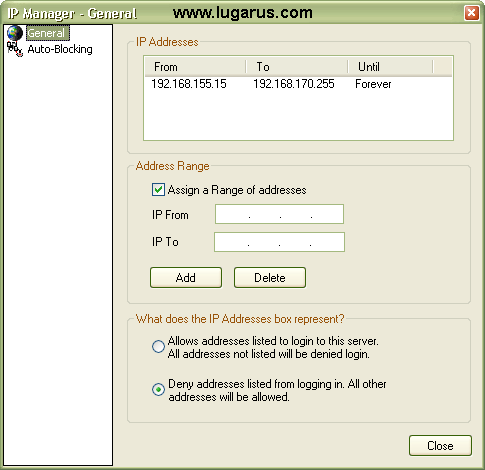 IP Manager - General
www.lugarus.com
General
Auto-Blocking
IP Addresses
From To Until
192.168.155.15 192.168.170.255 Forever
Address Range
Assign a Range of addresses
IP From . . .
IP To . . .
Add Delete
What does the IP Addresses box represent?
Allows addresses listed to login to this server.
All addresses not listed will be denied login.
Deny addresses listed from logging in. All other
addresses will be allowed.
Close